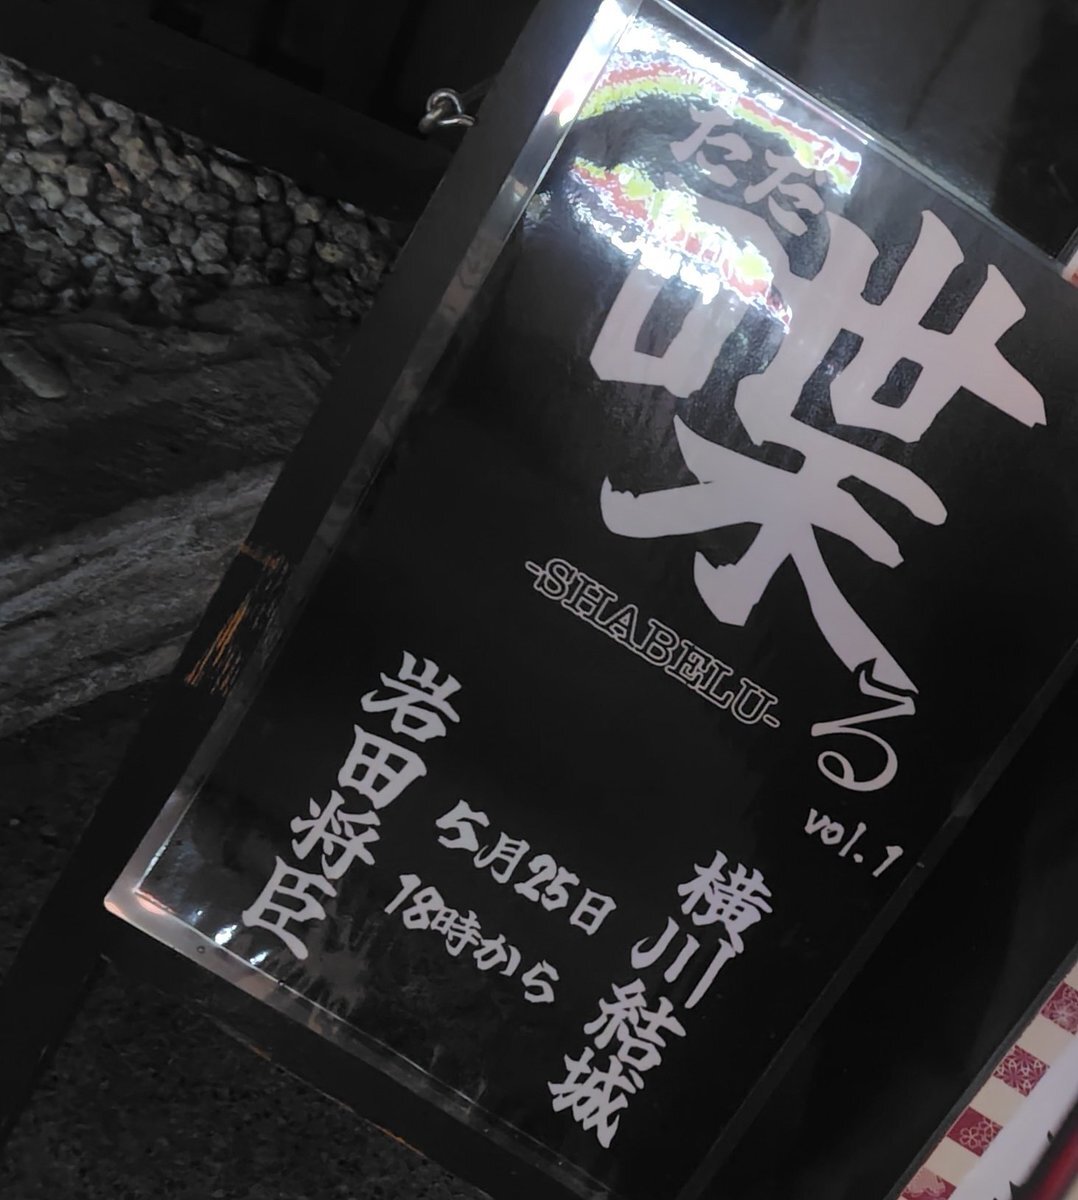 ただ
喋る
-SHABELU-
vol.1
横川結城
5月25日
18時から
岩田将臣